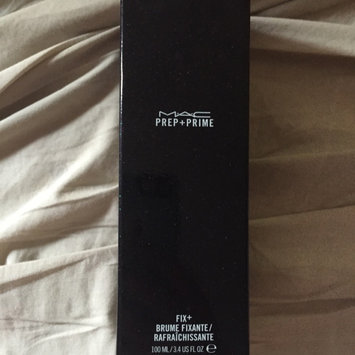 MAC
PREP+PRIME
FIX+
BRUME FIXANTE/
RAFRAÎCHISSANTE
100 ML/3.4 US FL OZ ℮